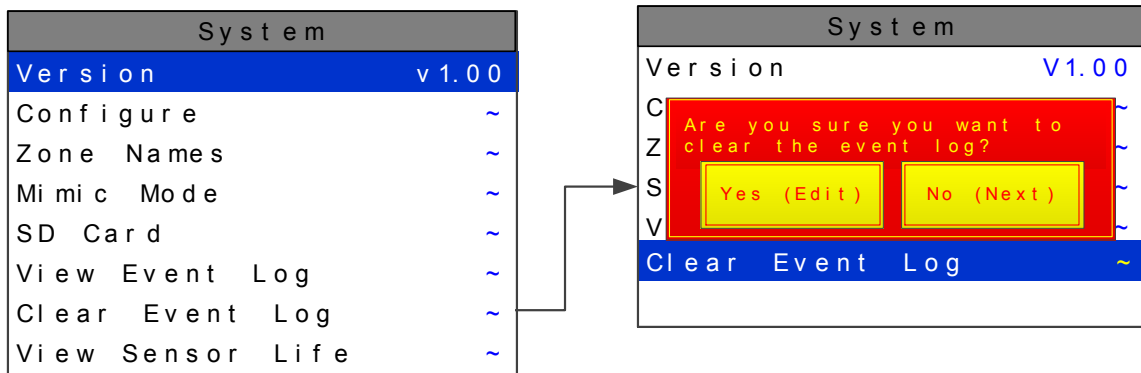 System
Version v1.00
Configure ~
Zone Names ~
Mimic Mode ~
SD Card ~
View Event Log ~
Clear Event Log ~
View Sensor Life ~
System
Version V1.00
C ~
Z ~
S ~
V ~
Are you sure you want to
clear the event log?
Yes (Edit) No (Next)
Clear Event Log ~